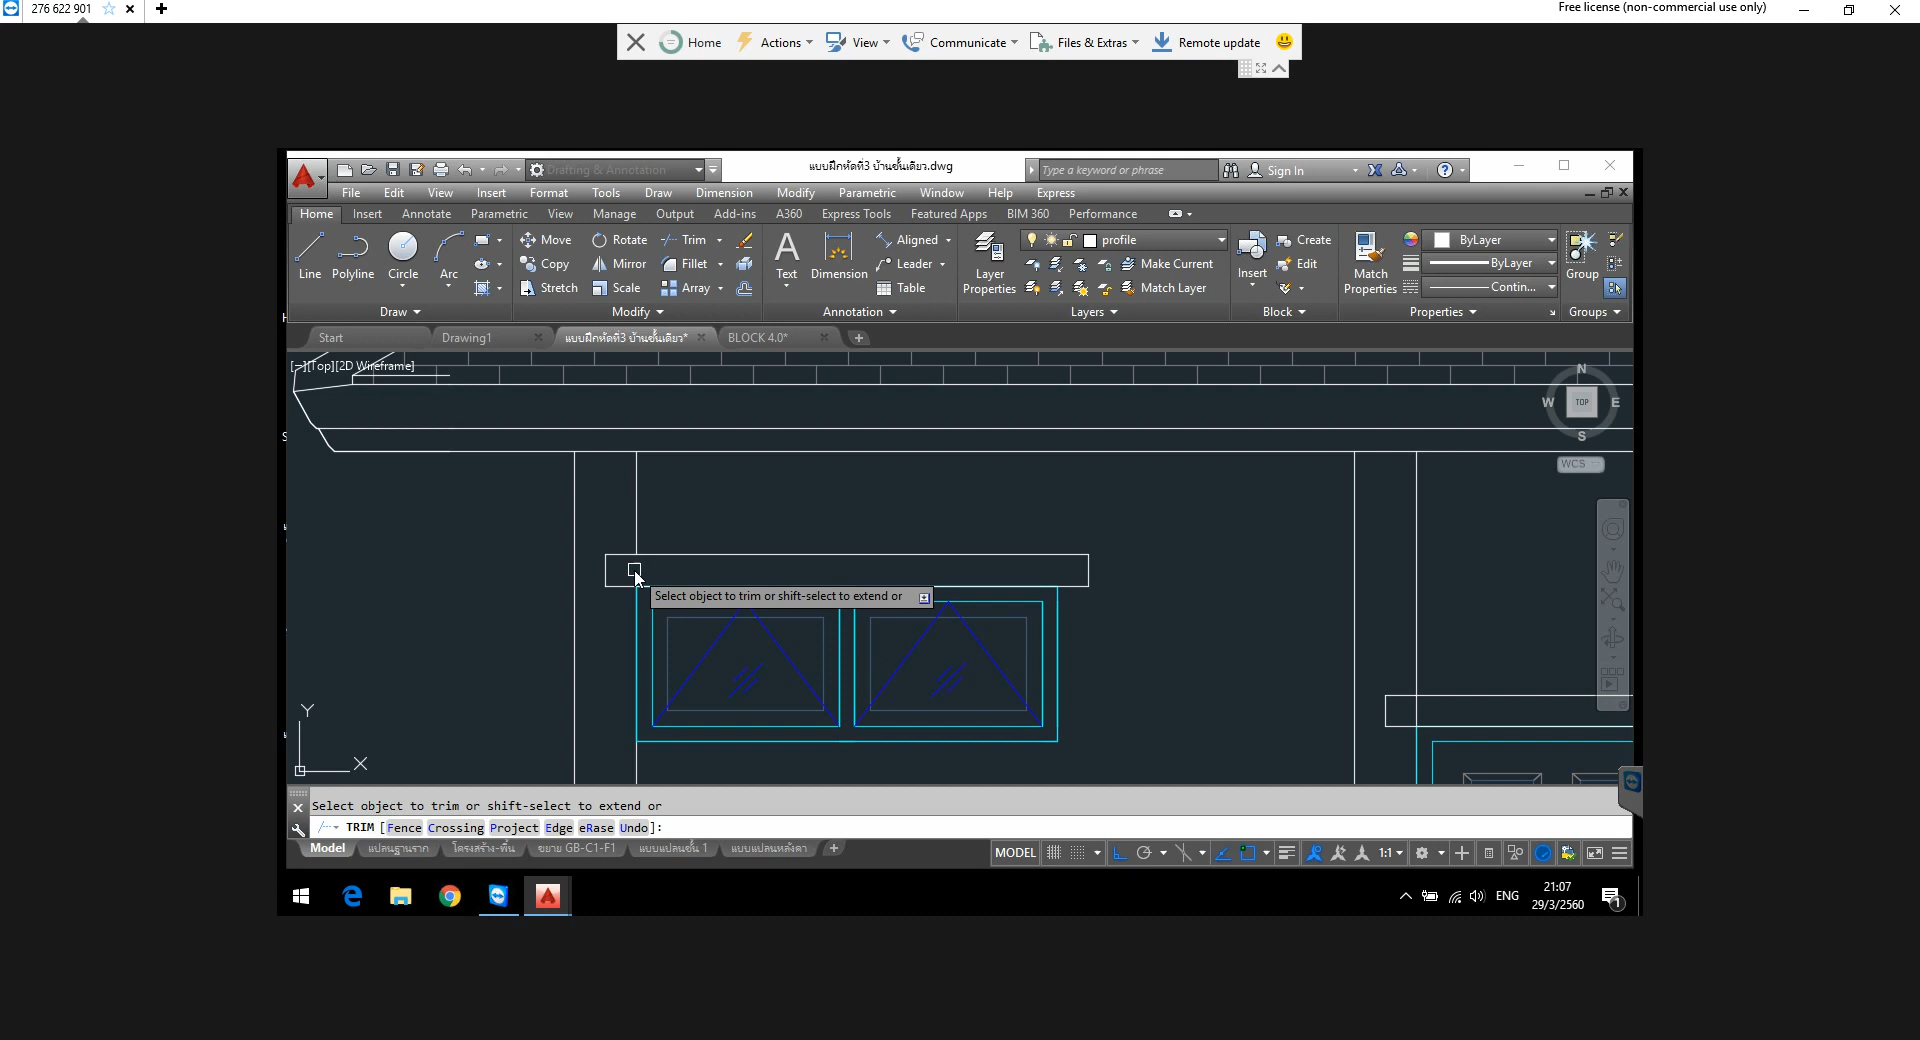 276 622 901
Free license (non-commercial use only)
Home Actions View Communicate Files & Extras Remote update
Drafting & Annotation
แบบฝึกหัดที่3 บ้านชั้นเดียว.dwg
Type a keyword or phrase
Sign In
File Edit View Insert Format Tools Draw Dimension Modify Parametric Window Help Express
Home Insert Annotate Parametric View Manage Output Add-ins A360 Express Tools Featured Apps BIM 360 Performance
Move Rotate Trim Aligned profile Create ByLayer
Line Polyline Circle Arc Copy Mirror Fillet Text Dimension Leader Layer Properties Make Current Insert Edit Match Properties ByLayer Group
Stretch Scale Array Table Match Layer Contin...
Draw Modify Annotation Layers Block Properties Groups
Start Drawing1 แบบฝึกหัดที่3 บ้านชั้นเดียว* BLOCK 4.0*
[−][Top][2D Wireframe]
N
W TOP E
S
WCS
Select object to trim or shift-select to extend or
Y
X
Select object to trim or shift-select to extend or
TRIM [Fence Crossing Project Edge eRase Undo]:
Model แปลนฐานราก โครงสร้าง-พื้น ขยาย GB-C1-F1 แบบแปลนชั้น 1 แบบแปลนหลังคา
MODEL 1:1
ENG
21:07
29/3/2560
1